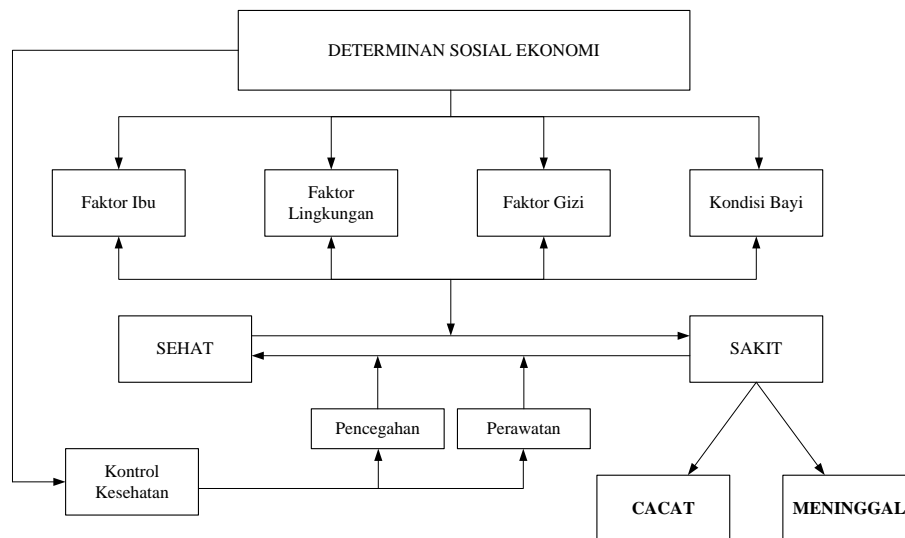 DETERMINAN SOSIAL EKONOMI
Faktor Ibu
Faktor
Lingkungan
Faktor Gizi
Kondisi Bayi
SEHAT
SAKIT
Pencegahan
Perawatan
Kontrol
Kesehatan
CACAT
MENINGGAL